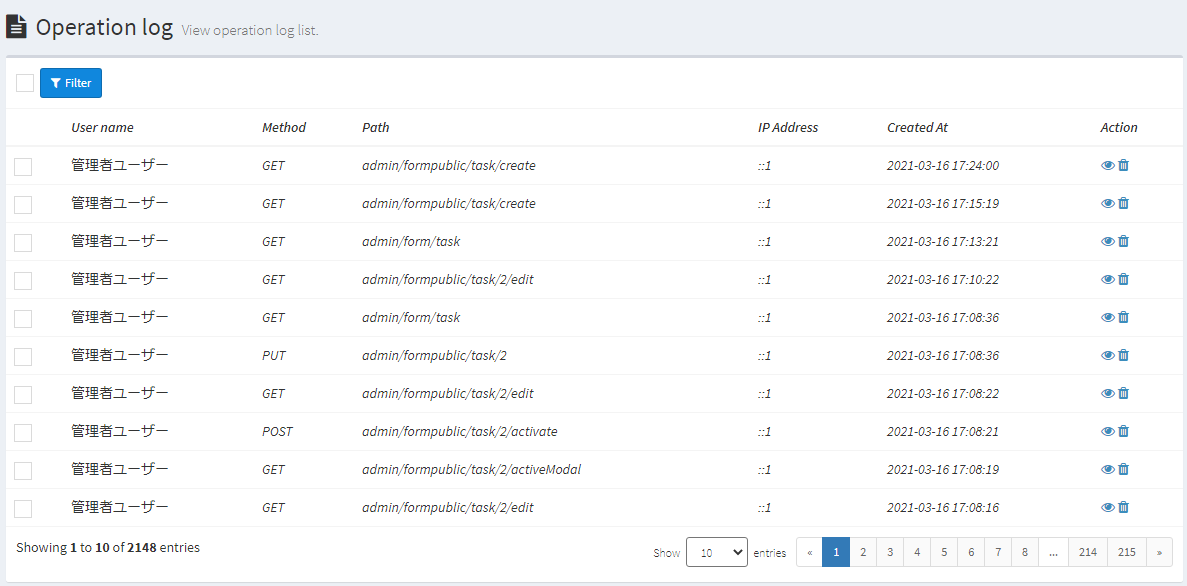 Operation log View operation log list.
Filter
User name Method Path IP Address Created At Action
管理者ユーザー GET admin/formpublic/task/create ::1 2021-03-16 17:24:00
管理者ユーザー GET admin/formpublic/task/create ::1 2021-03-16 17:15:19
管理者ユーザー GET admin/form/task ::1 2021-03-16 17:13:21
管理者ユーザー GET admin/formpublic/task/2/edit ::1 2021-03-16 17:10:22
管理者ユーザー GET admin/form/task ::1 2021-03-16 17:08:36
管理者ユーザー PUT admin/formpublic/task/2 ::1 2021-03-16 17:08:36
管理者ユーザー GET admin/formpublic/task/2/edit ::1 2021-03-16 17:08:22
管理者ユーザー POST admin/formpublic/task/2/activate ::1 2021-03-16 17:08:21
管理者ユーザー GET admin/formpublic/task/2/activeModal ::1 2021-03-16 17:08:19
管理者ユーザー GET admin/formpublic/task/2/edit ::1 2021-03-16 17:08:16
Showing 1 to 10 of 2148 entries Show 10 entries « 1 2 3 4 5 6 7 8 ... 214 215 »